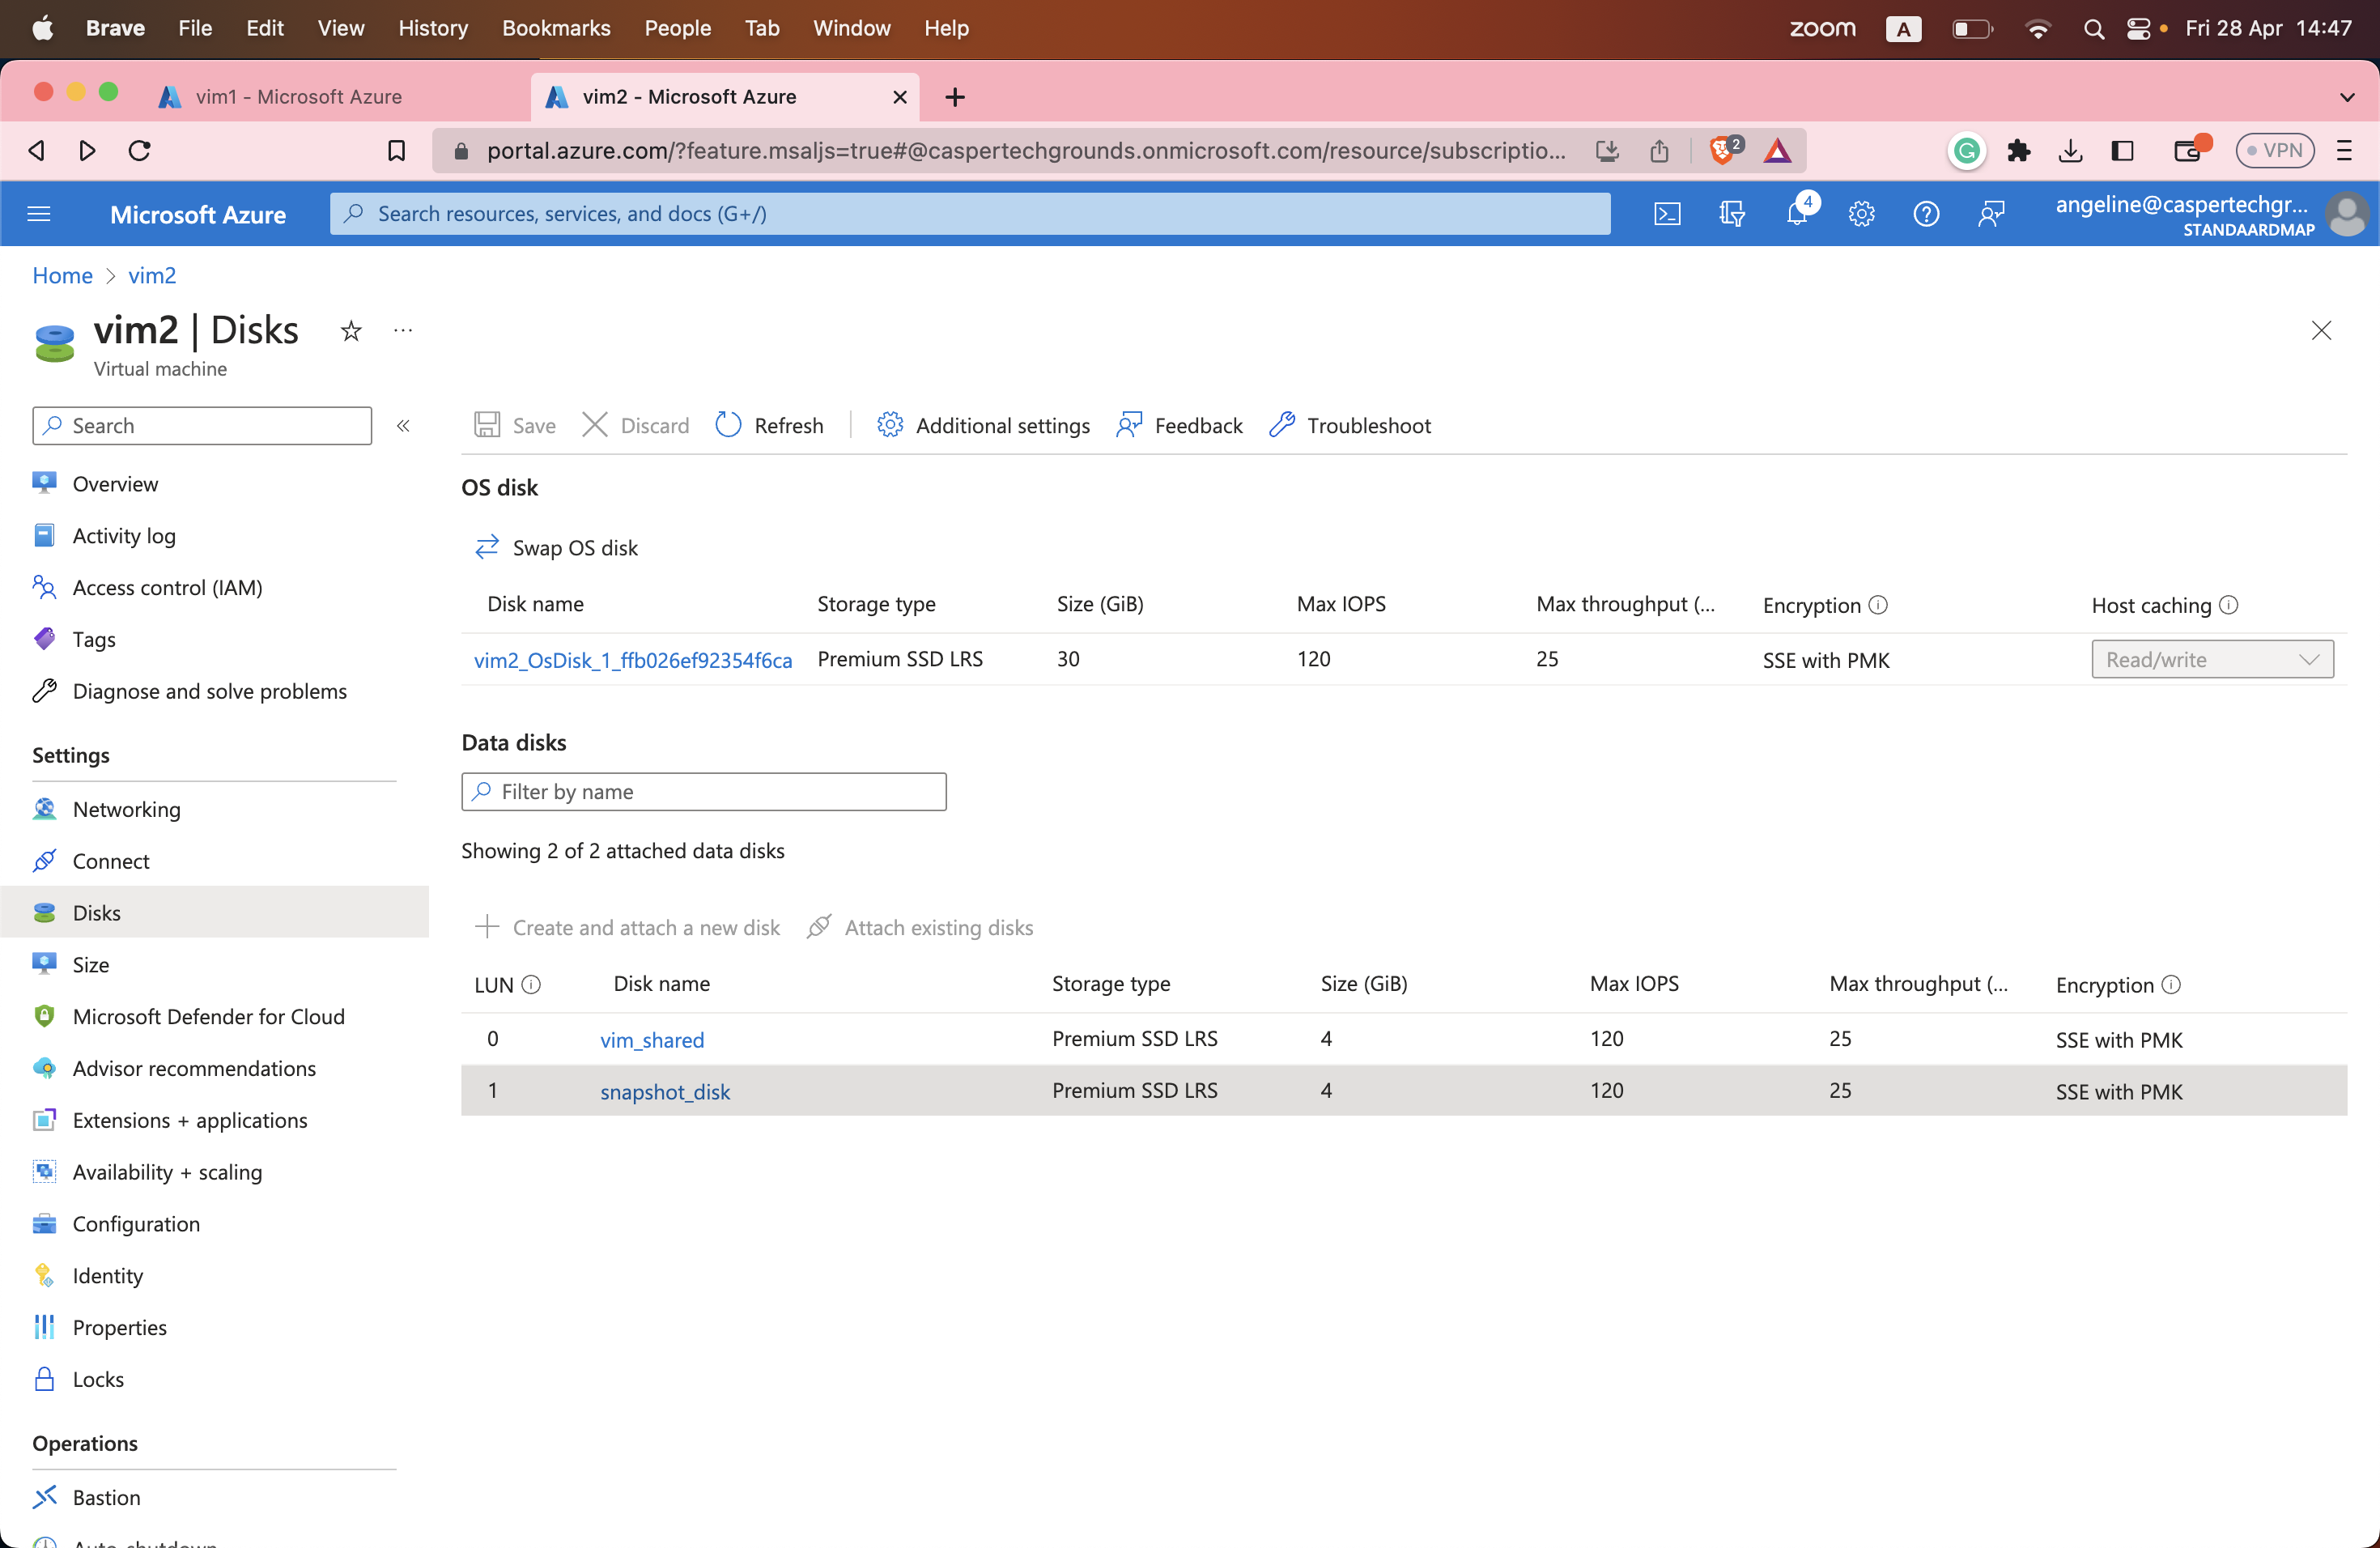 Brave File Edit View History Bookmarks People Tab Window Help zoom A Fri 28 Apr 14:47
vim1 - Microsoft Azure vim2 - Microsoft Azure
portal.azure.com/?feature.msaljs=true#@caspertechgrounds.onmicrosoft.com/resource/subscriptio... 2 VPN
Microsoft Azure Search resources, services, and docs (G+/) 4 angeline@caspertechgr...
STANDAARDMAP
Home > vim2
vim2 | Disks
Virtual machine
Search
Overview
Activity log
Access control (IAM)
Tags
Diagnose and solve problems
Settings
Networking
Connect
Disks
Size
Microsoft Defender for Cloud
Advisor recommendations
Extensions + applications
Availability + scaling
Configuration
Identity
Properties
Locks
Operations
Bastion
Auto-shutdown
Save Discard Refresh Additional settings Feedback Troubleshoot
OS disk
Swap OS disk
Disk name Storage type Size (GiB) Max IOPS Max throughput (... Encryption Host caching
vim2_OsDisk_1_ffb026ef92354f6ca Premium SSD LRS 30 120 25 SSE with PMK Read/write
Data disks
Filter by name
Showing 2 of 2 attached data disks
Create and attach a new disk Attach existing disks
LUN Disk name Storage type Size (GiB) Max IOPS Max throughput (... Encryption
0 vim_shared Premium SSD LRS 4 120 25 SSE with PMK
1 snapshot_disk Premium SSD LRS 4 120 25 SSE with PMK